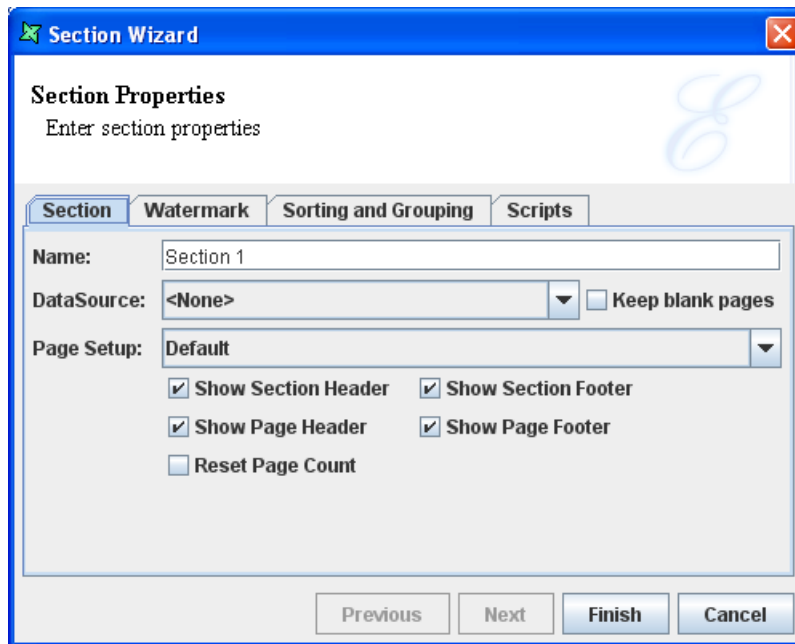 Section Wizard
Section Properties
Enter section properties
Section Watermark Sorting and Grouping Scripts
Name: Section 1
DataSource: <None> Keep blank pages
Page Setup: Default
Show Section Header Show Section Footer
Show Page Header Show Page Footer
Reset Page Count
Previous Next Finish Cancel